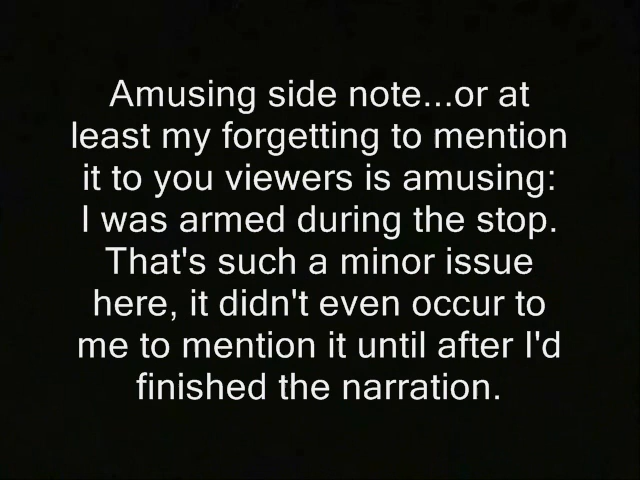 Amusing side note...or at
least my forgetting to mention
it to you viewers is amusing:
I was armed during the stop.
That's such a minor issue
here, it didn't even occur to
me to mention it until after I'd
finished the narration.